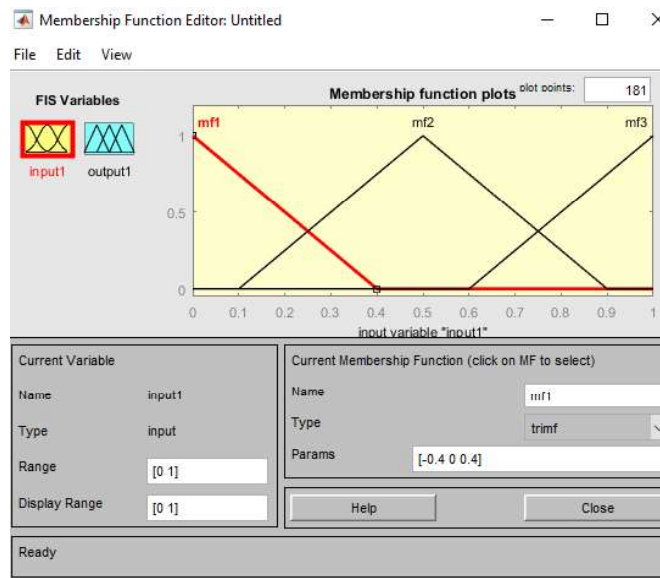 Membership Function Editor: Untitled
File Edit View
FIS Variables
input1 output1
Membership function plots plot points: 181
mf1 mf2 mf3
1
0.5
0
0 0.1 0.2 0.3 0.4 0.5 0.6 0.7 0.8 0.9 1
input variable "input1"
Current Variable
Name input1
Type input
Range [0 1]
Display Range [0 1]
Current Membership Function (click on MF to select)
Name mf1
Type trimf
Params [-0.4 0 0.4]
Help Close
Ready